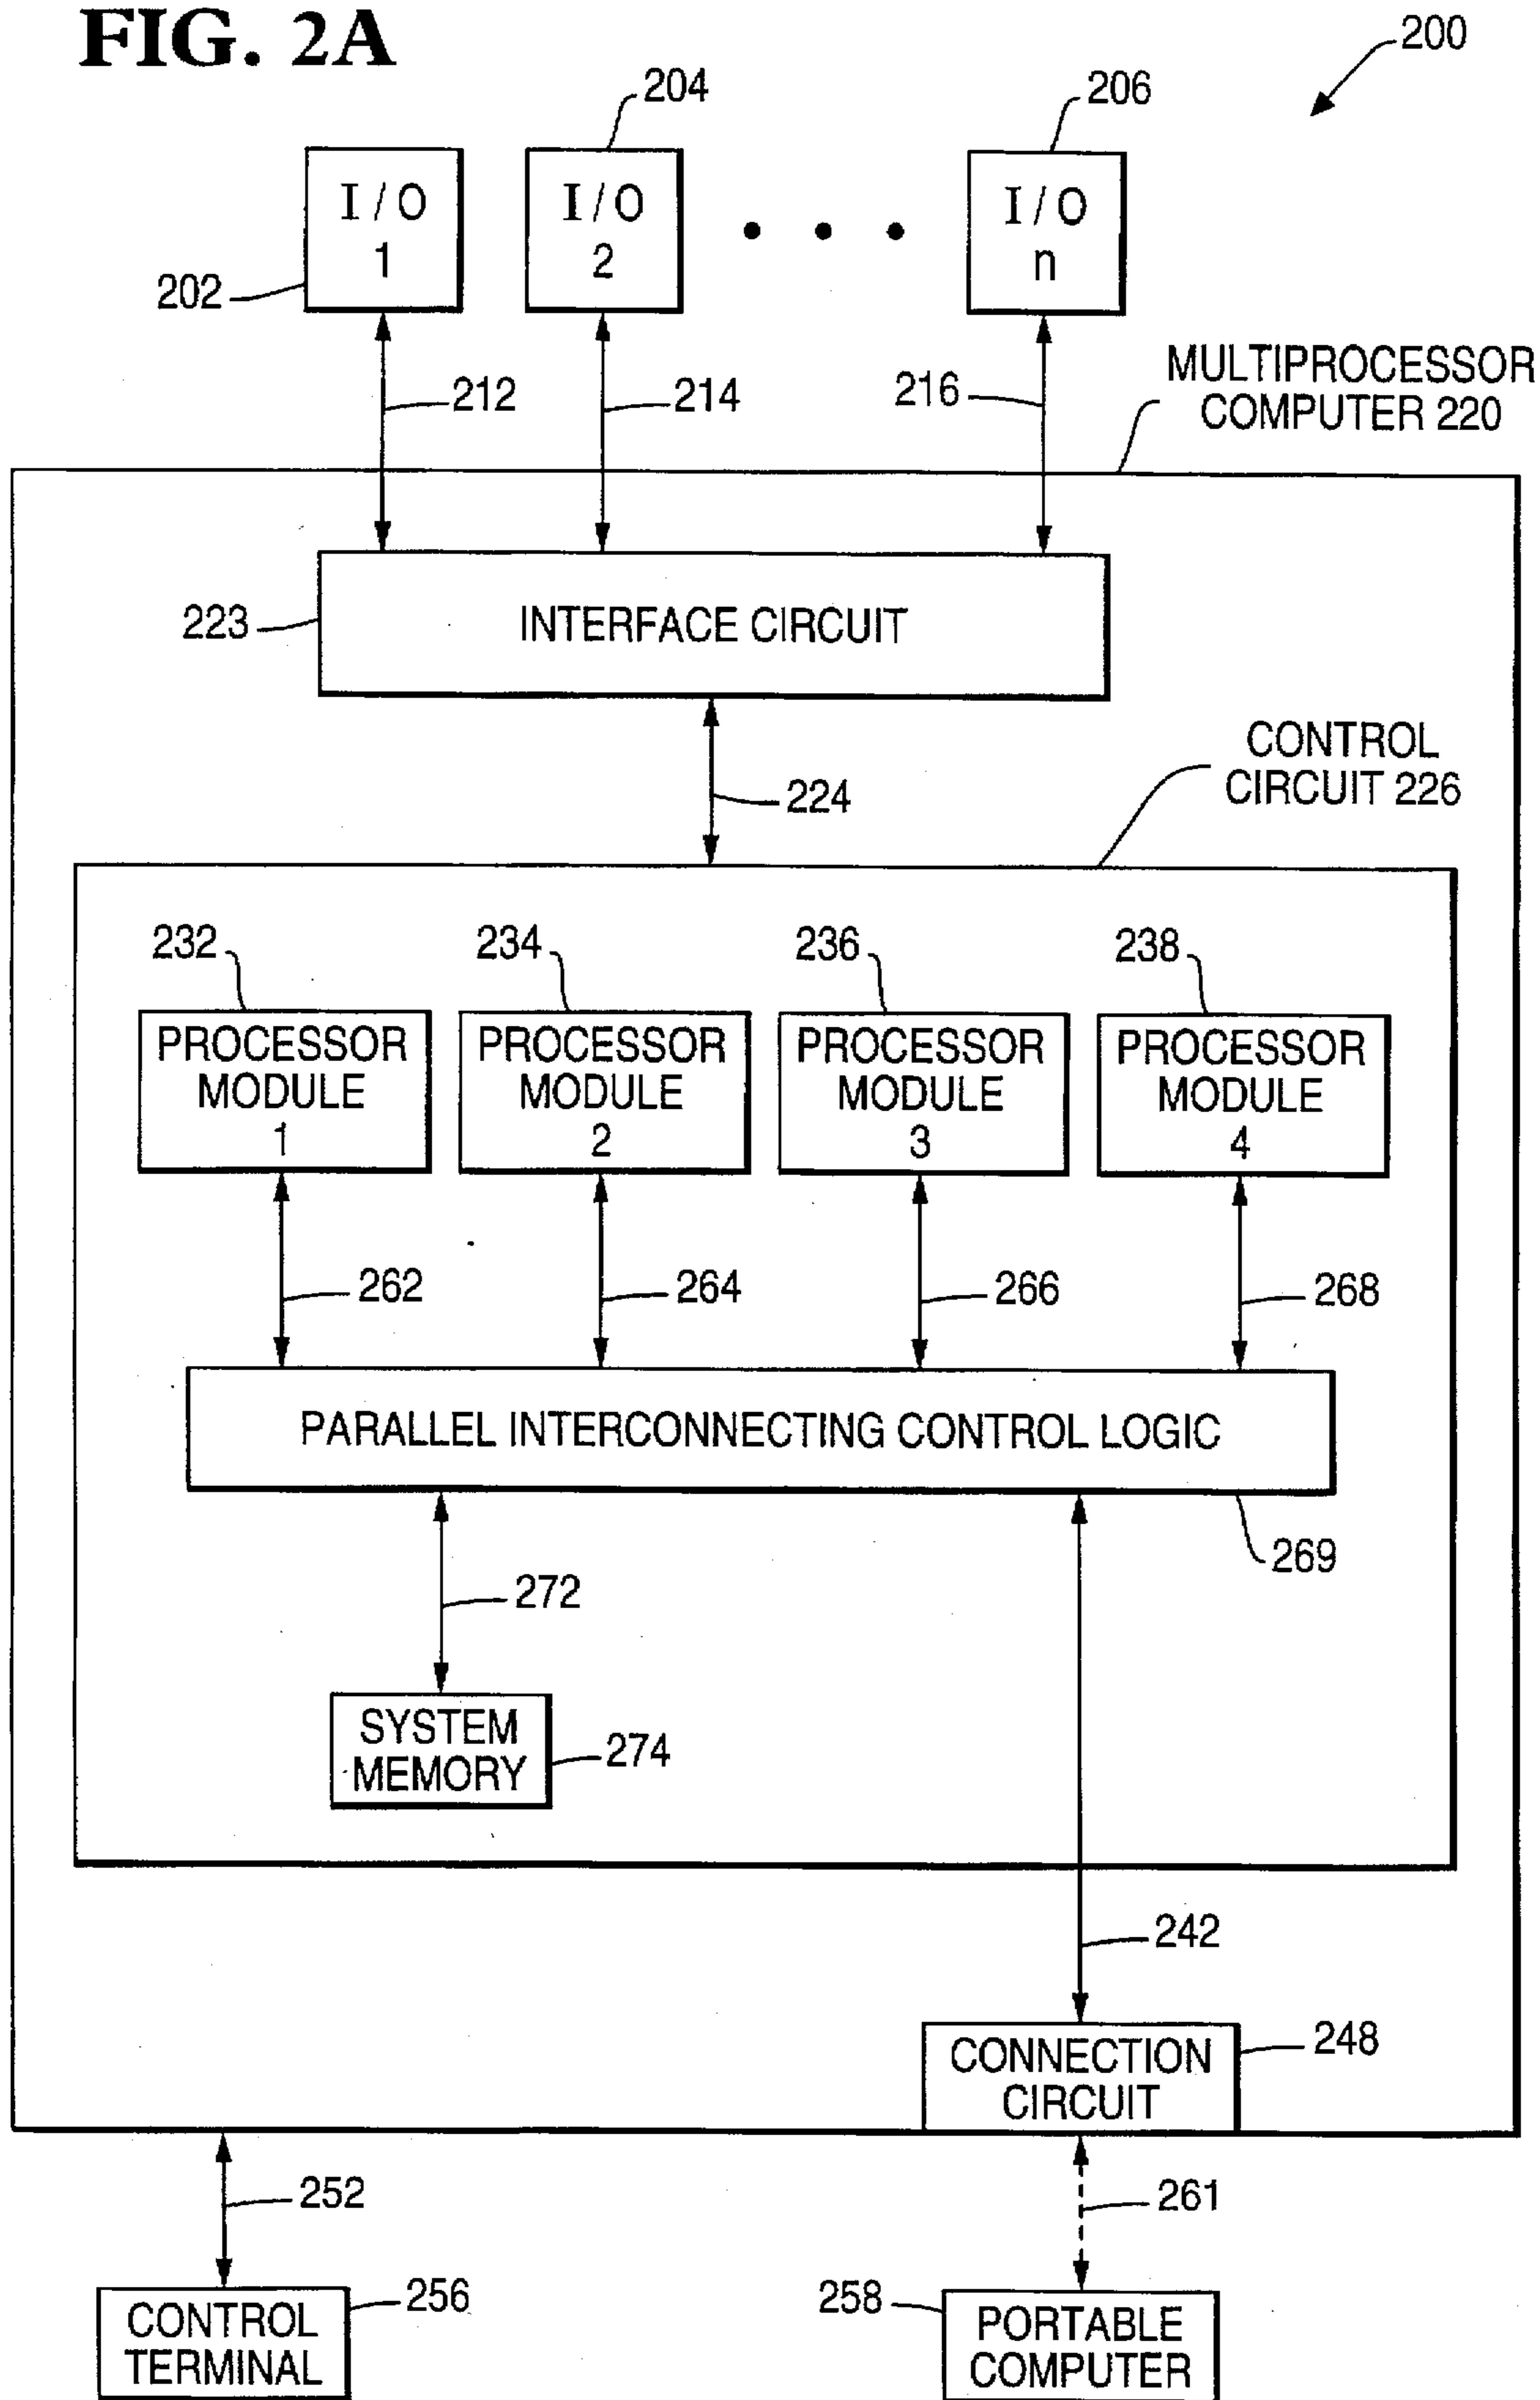 FIG. 2A
200
204
206
I/O
1
I/O
2
I/O
n
202
212
214
216
MULTIPROCESSOR
COMPUTER 220
223
INTERFACE CIRCUIT
224
CONTROL
CIRCUIT 226
232
234
236
238
PROCESSOR
MODULE
1
PROCESSOR
MODULE
2
PROCESSOR
MODULE
3
PROCESSOR
MODULE
4
262
264
266
268
PARALLEL INTERCONNECTING CONTROL LOGIC
269
272
SYSTEM
MEMORY
274
242
CONNECTION
CIRCUIT
248
252
261
CONTROL
TERMINAL
256
258
PORTABLE
COMPUTER